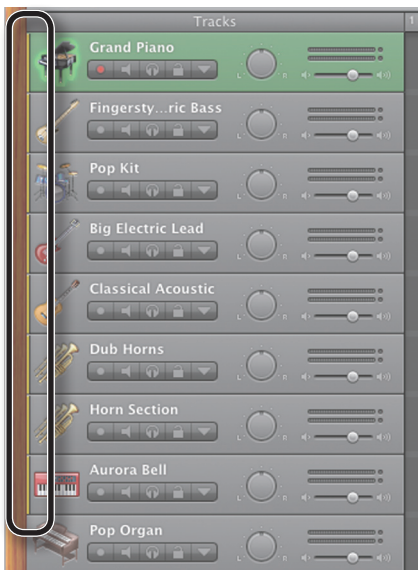 Tracks
1
Grand Piano
L R
Fingersty...ric Bass
L R
Pop Kit
L R
Big Electric Lead
L R
Classical Acoustic
L R
Dub Horns
L R
Horn Section
L R
Aurora Bell
L R
Pop Organ
L R